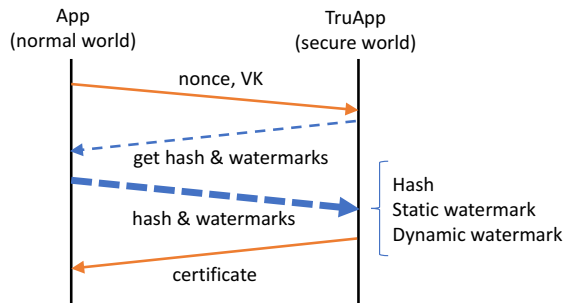 App
(normal world)
TruApp
(secure world)
nonce, VK
get hash & watermarks
hash & watermarks
Hash
Static watermark
Dynamic watermark
certificate